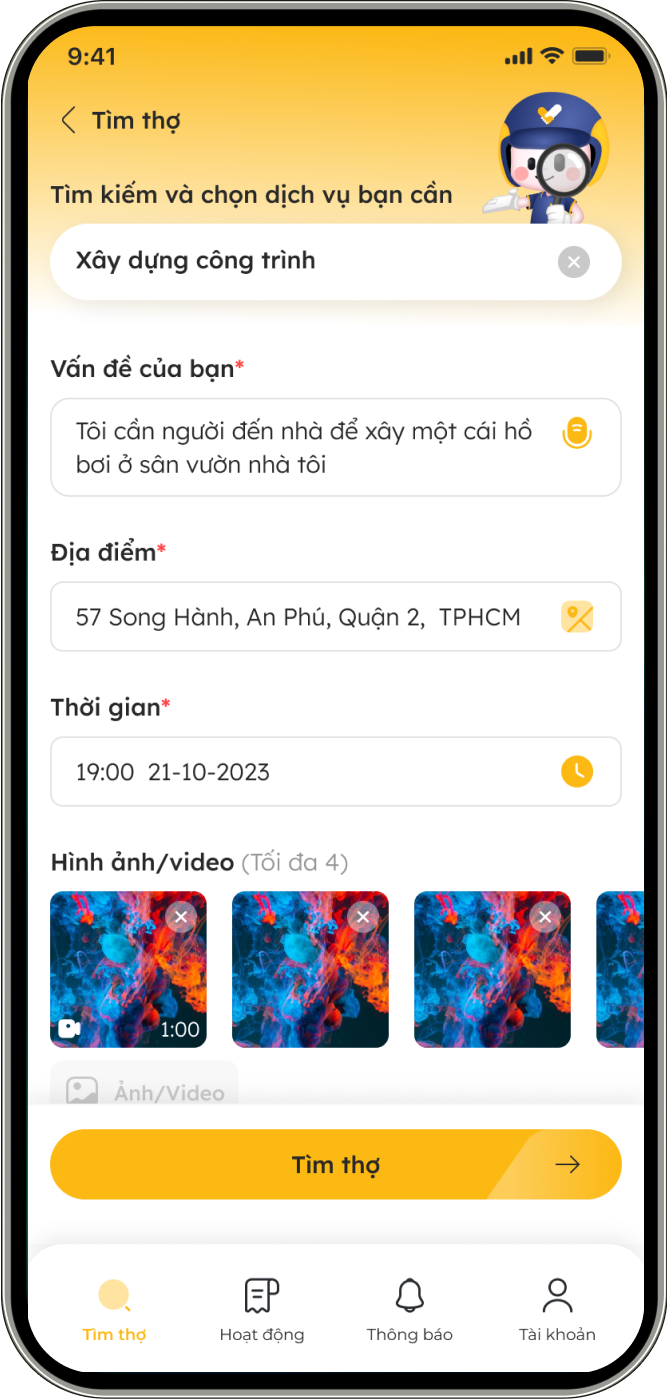 9:41
Tìm thợ
Tìm kiếm và chọn dịch vụ bạn cần
Xây dựng công trình
Vấn đề của bạn*
Tôi cần người đến nhà để xây một cái hồ
bơi ở sân vườn nhà tôi
Địa điểm*
57 Song Hành, An Phú, Quận 2,  TPHCM
Thời gian*
19:00  21-10-2023
Hình ảnh/video (Tối đa 4)
1:00
Ảnh/Video
Tìm thợ
Tìm thợ
Hoạt động
Thông báo
Tài khoản